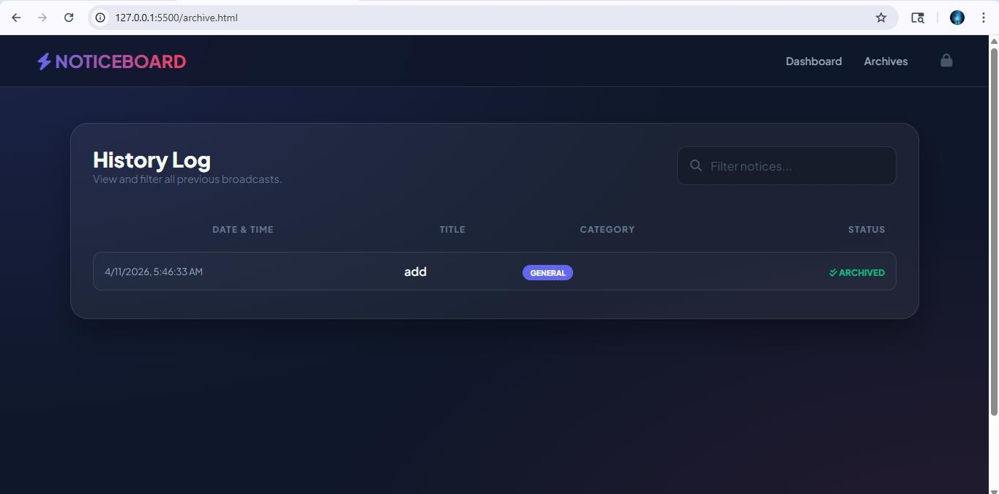 127.0.0.1:5500/archive.html
NOTICEBOARD
Dashboard Archives
History Log
View and filter all previous broadcasts.
Filter notices...
DATE & TIME TITLE CATEGORY STATUS
4/11/2026, 5:46:33 AM add GENERAL ARCHIVED